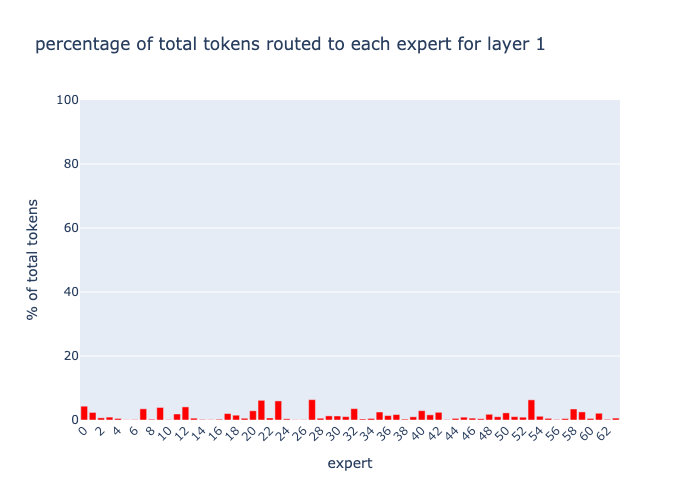 percentage of total tokens routed to each expert for layer 1
100
80
60
40
20
0
% of total tokens
0 2 4 6 8 10 12 14 16 18 20 22 24 26 28 30 32 34 36 38 40 42 44 46 48 50 52 54 56 58 60 62
expert